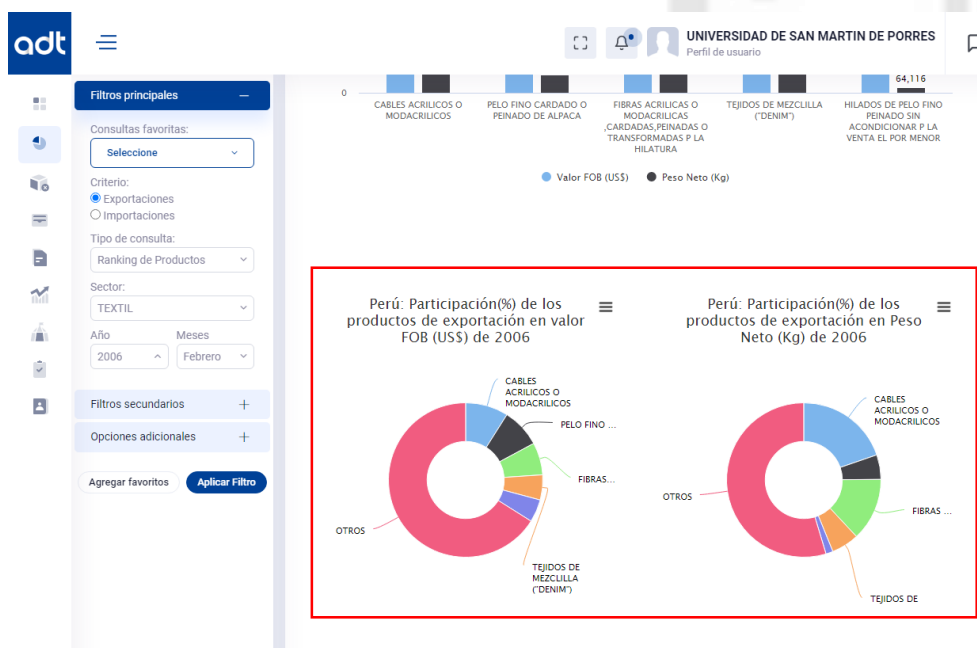 adt
UNIVERSIDAD DE SAN MARTIN DE PORRES
Perfil de usuario
Filtros principales
Consultas favoritas:
Seleccione
Criterio:
Exportaciones
Importaciones
Tipo de consulta:
Ranking de Productos
Sector:
TEXTIL
Año Meses
2006 Febrero
Filtros secundarios
Opciones adicionales
Agregar favoritos Aplicar Filtro
64,116
0
CABLES ACRILICOS O
MODACRILICOS
PELO FINO CARDADO O
PEINADO DE ALPACA
FIBRAS ACRILICAS O
MODACRILICAS
,CARDADAS,PEINADAS O
TRANSFORMADAS P LA
HILATURA
TEJIDOS DE MEZCLILLA
("DENIM")
HILADOS DE PELO FINO
PEINADO SIN
ACONDICIONAR P LA
VENTA EL POR MENOR
Valor FOB (US$) Peso Neto (Kg)
Perú: Participación(%) de los
productos de exportación en valor
FOB (US$) de 2006
CABLES
ACRILICOS O
MODACRILICOS
PELO FINO ...
FIBRAS...
OTROS
TEJIDOS DE
MEZCLILLA
("DENIM")
Perú: Participación(%) de los
productos de exportación en Peso
Neto (Kg) de 2006
CABLES
ACRILICOS O
MODACRILICOS
OTROS
FIBRAS ...
TEJIDOS DE